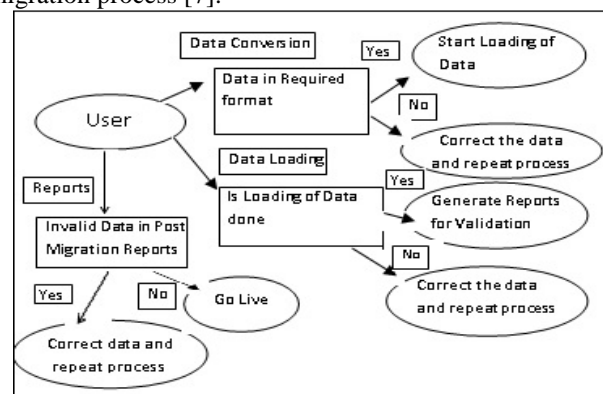 migration process [7].
Data Conversion
Yes
Start Loading of
Data
Data in Required
format
No
User
Correct the data
and repeat process
Data Loading
Yes
Reports
Is Loading of Data
done
Generate Reports
for Validation
Invalid Data in Post
Migration Reports
No
Yes
No
Go Live
Correct the data
and repeat process
Correct data and
repeat process